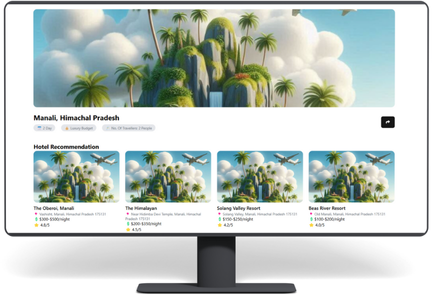 Manali, Himachal Pradesh
2 Day
Luxury Budget
No. Of Travelers: 2 People
Hotel Recommendation
The Oberoi, Manali
Vashisht, Manali, Himachal Pradesh 175131
$300-$500/night
4.8/5
The Himalayan
Near Hidimba Devi Temple, Manali, Himachal
Pradesh 175131
$200-$350/night
4.5/5
Solang Valley Resort
Solang Valley, Manali, Himachal Pradesh 175131
$150-$250/night
4.2/5
Beas River Resort
Old Manali, Manali, Himachal Pradesh 175131
$100-$200/night
4.0/5